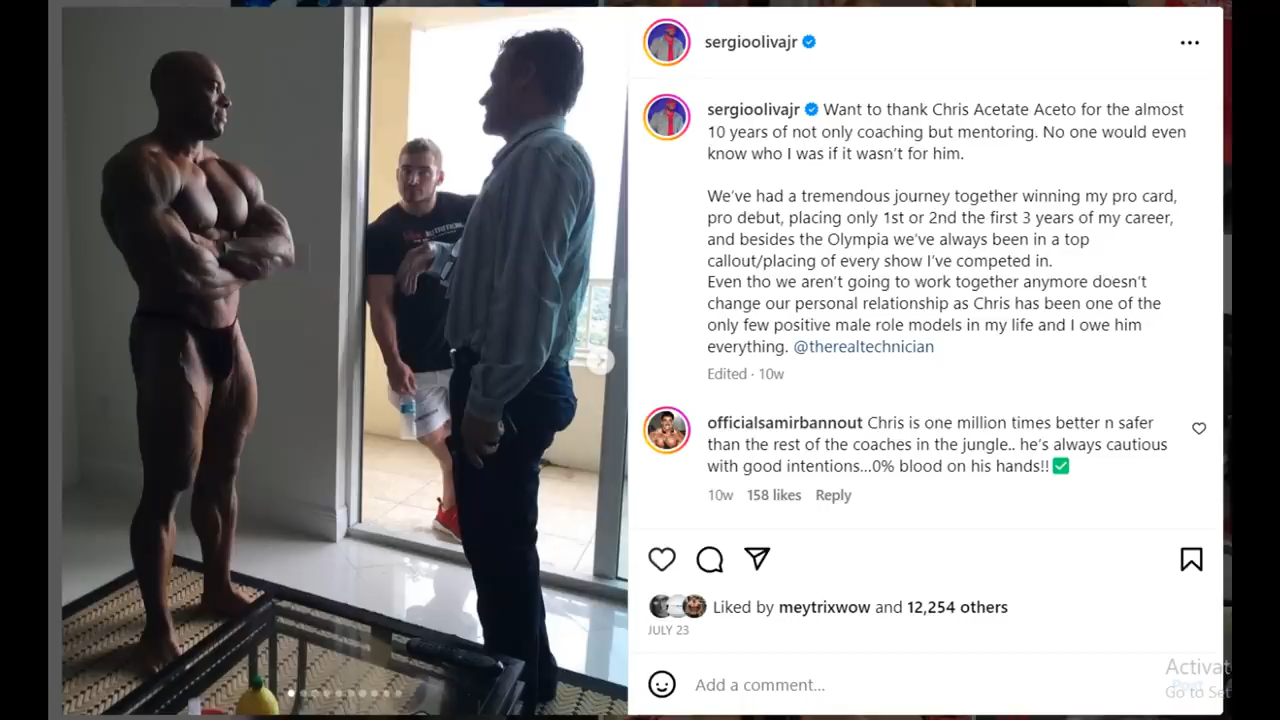 sergioolivajr
sergioolivajr Want to thank Chris Acetate Aceto for the almost
10 years of not only coaching but mentoring. No one would even
know who I was if it wasn't for him.
We've had a tremendous journey together winning my pro card,
pro debut, placing only 1st or 2nd the first 3 years of my career,
and besides the Olympia we've always been in a top
callout/placing of every show I've competed in.
Even tho we aren't going to work together anymore doesn't
change our personal relationship as Chris has been one of the
only few positive male role models in my life and I owe him
everything. @therealtechnician
Edited · 10w
officialsamirbannout Chris is one million times better n safer
than the rest of the coaches in the jungle.. he's always cautious
with good intentions...0% blood on his hands!!✅
10w 158 likes Reply
Liked by meytrixwow and 12,254 others
JULY 23
Add a comment...
Post
Activat
Go to Set